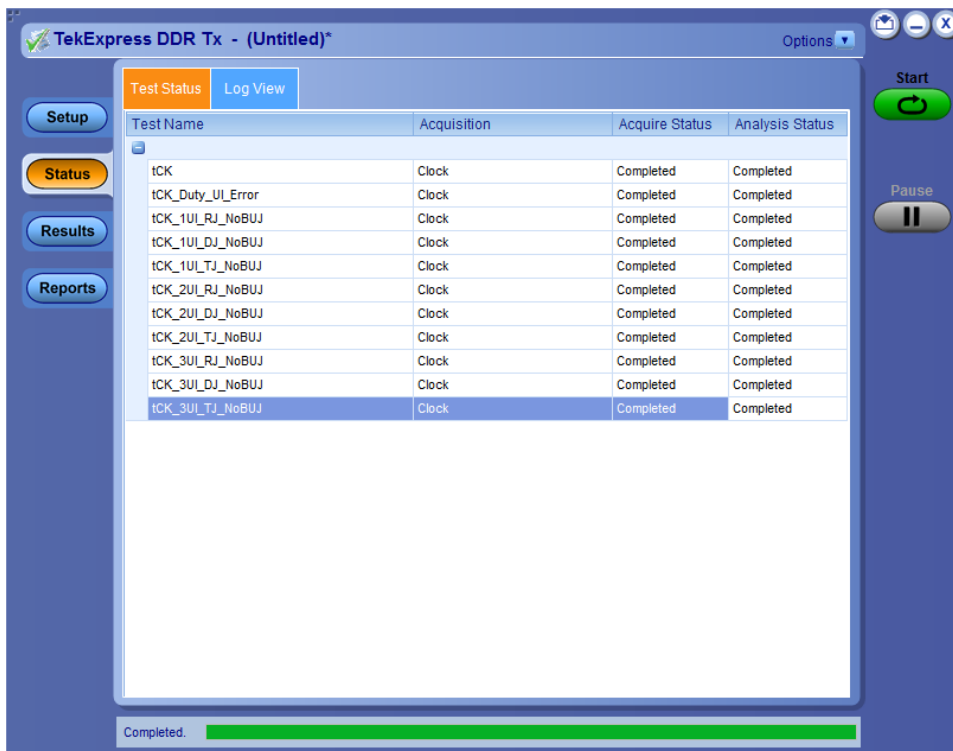 TekExpress DDR Tx - (Untitled)*
Options
X
Start
Pause
Setup
Status
Results
Reports
Test Status Log View
Test Name Acquisition Acquire Status Analysis Status
tCK Clock Completed Completed
tCK_Duty_UI_Error Clock Completed Completed
tCK_1UI_RJ_NoBUJ Clock Completed Completed
tCK_1UI_DJ_NoBUJ Clock Completed Completed
tCK_1UI_TJ_NoBUJ Clock Completed Completed
tCK_2UI_RJ_NoBUJ Clock Completed Completed
tCK_2UI_DJ_NoBUJ Clock Completed Completed
tCK_2UI_TJ_NoBUJ Clock Completed Completed
tCK_3UI_RJ_NoBUJ Clock Completed Completed
tCK_3UI_DJ_NoBUJ Clock Completed Completed
tCK_3UI_TJ_NoBUJ Clock Completed Completed
Completed.